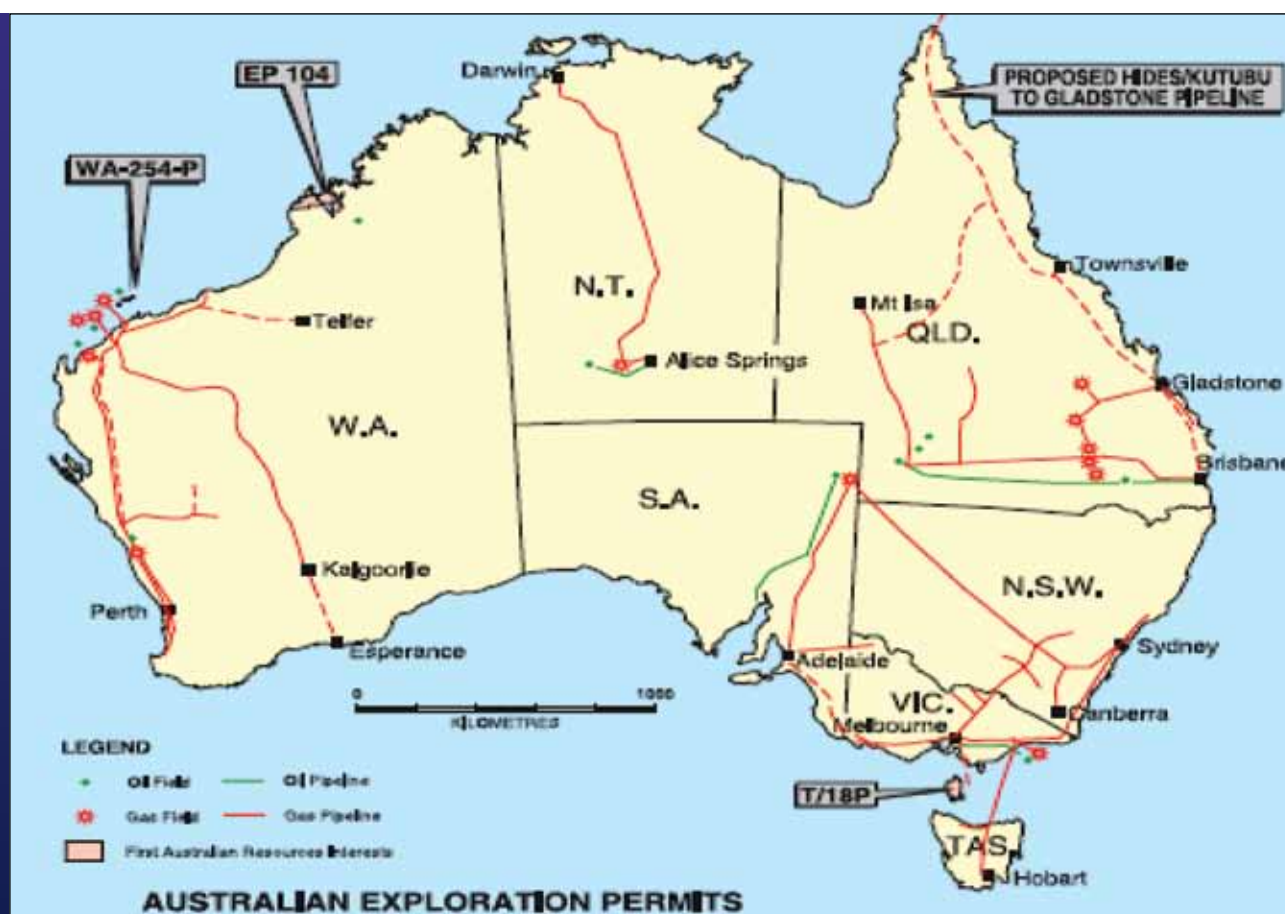 EP 104
Darwin
PROPOSED HIDES/KUTUBU
TO GLADSTONE PIPELINE
WA-254-P
Townsville
N.T.
Mt Isa
Telfer
QLD.
Alice Springs
Gladstone
W.A.
Brisbane
S.A.
Kalgoorlie
N.S.W.
Perth
Esperance
Adelaide
Sydney
0 1000
KILOMETRES
VIC.
Canberra
Melbourne
LEGEND
Oil Field Oil Pipeline
T/18P
Gas Field Gas Pipeline
First Australian Resources Interests
TAS.
Hobart
AUSTRALIAN EXPLORATION PERMITS